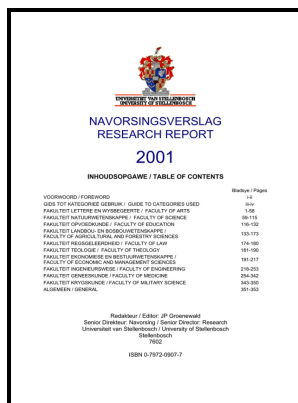 UNIVERSITEIT VAN STELLENBOSCH
UNIVERSITY OF STELLENBOSCH
NAVORSINGSVERSLAG
RESEARCH REPORT
2001
INHOUDSOPGAWE / TABLE OF CONTENTS
Bladsye / Pages
VOORWOORD / FOREWORD i-ii
GIDS TOT KATEGORIEË GEBRUIK / GUIDE TO CATEGORIES USED iii-iv
FAKULTEIT LETTERE EN WYSBEGEERTE / FACULTY OF ARTS 1-58
FAKULTEIT NATUURWETENSKAPPE / FACULTY OF SCIENCE 59-115
FAKULTEIT OPVOEDKUNDE / FACULTY OF EDUCATION 116-132
FAKULTEIT LANDBOU- EN BOSBOUWETENSKAPPE /
FACULTY OF AGRICULTURAL AND FORESTRY SCIENCES 133-173
FAKULTEIT REGSGELEERDHEID / FACULTY OF LAW 174-180
FAKULTEIT TEOLOGIE / FACULTY OF THEOLOGY 181-190
FAKULTEIT EKONOMIESE EN BESTUURWETENSKAPPE /
FACULTY OF ECONOMIC AND MANAGEMENT SCIENCES 191-217
FAKULTEIT INGENIEURSWESE / FACULTY OF ENGINEERING 218-253
FAKULTEIT GENEESKUNDE / FACULTY OF MEDICINE 254-342
FAKULTEIT KRYGSKUNDE / FACULTY OF MILITARY SCIENCE 343-350
ALGEMEEN / GENERAL 351-353
Redakteur / Editor: JP Groenewald
Senior Direkteur: Navorsing / Senior Director: Research
Universiteit van Stellenbosch / University of Stellenbosch
Stellenbosch
7602
ISBN 0-7972-0907-7